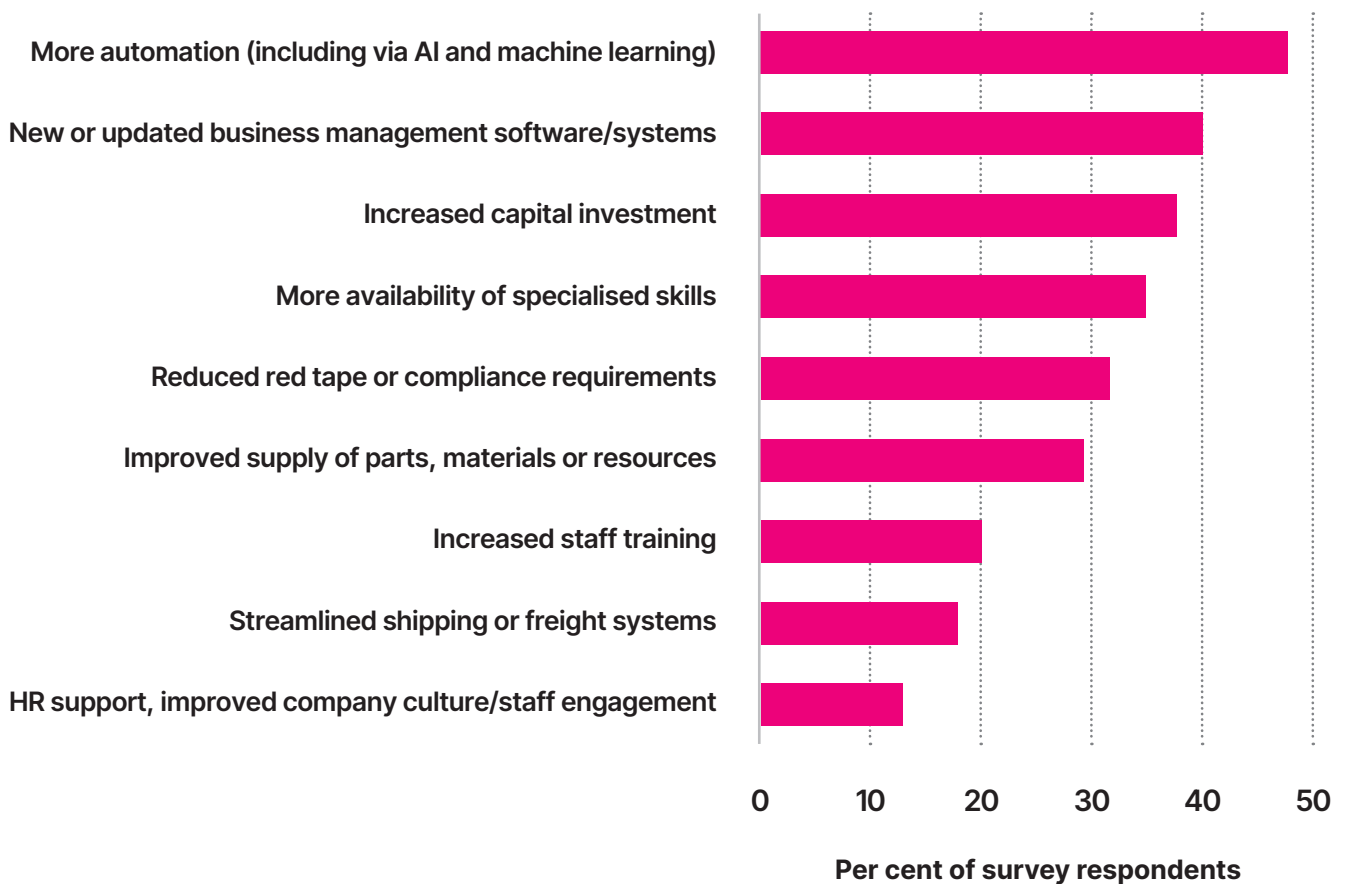 More automation (including via AI and machine learning)
New or updated business management software/systems
Increased capital investment
More availability of specialised skills
Reduced red tape or compliance requirements
Improved supply of parts, materials or resources
Increased staff training
Streamlined shipping or freight systems
HR support, improved company culture/staff engagement
0 10 20 30 40 50
Per cent of survey respondents